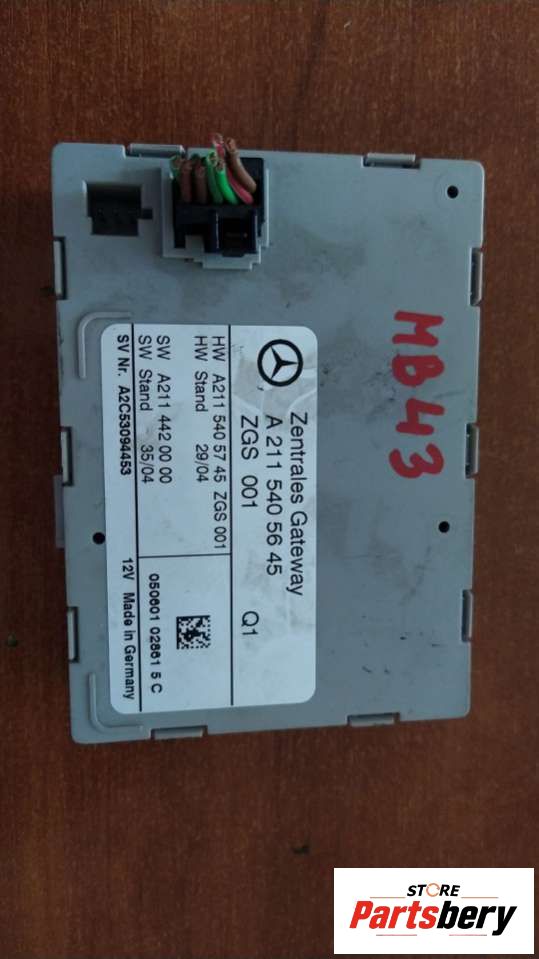 Zentrales Gateway
A 211 540 56 45
ZGS 001 Q1
HW A211 540 57 45 ZGS 001
HW Stand 29/04
SW A211 442 00 00
SW Stand 35/04
SV Nr. A2C53094453
050601 02861 5 C
12V Made in Germany
MB43
STORE
Partsbery